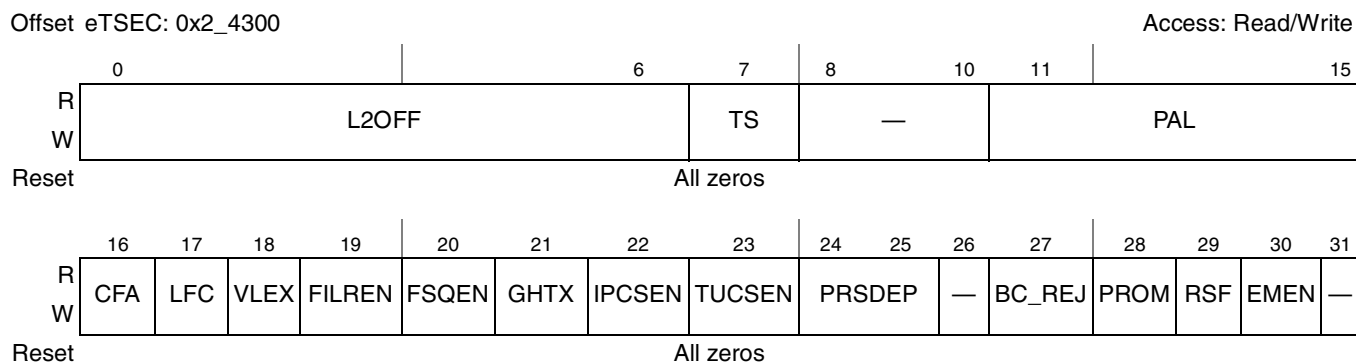 Offset eTSEC: 0x2_4300 Access: Read/Write
0 6 7 8 10 11 15
R
W
L2OFF TS — PAL
Reset All zeros
16 17 18 19 20 21 22 23 24 25 26 27 28 29 30 31
R
W
CFA LFC VLEX FILREN FSQEN GHTX IPCSEN TUCSEN PRSDEP — BC_REJ PROM RSF EMEN —
Reset All zeros